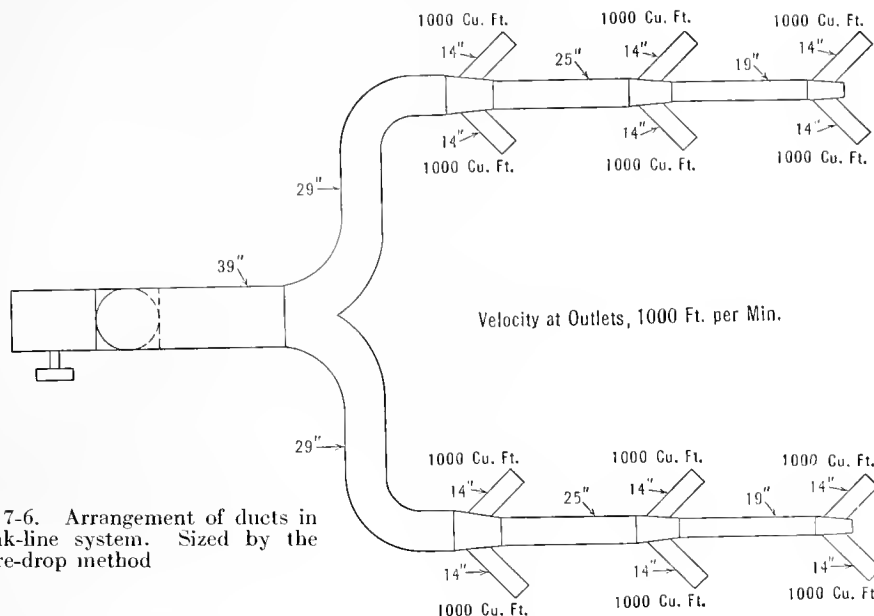 1000 Cu. Ft. 1000 Cu. Ft. 1000 Cu. Ft.
14" 25" 14" 19" 14"
14" 14" 14"
1000 Cu. Ft. 1000 Cu. Ft. 1000 Cu. Ft.
29"
39"
Velocity at Outlets, 1000 Ft. per Min.
29"
1000 Cu. Ft. 1000 Cu. Ft. 1000 Cu. Ft.
14" 25" 14" 19" 14"
7-6. Arrangement of ducts in
nk-line system. Sized by the
re-drop method
14" 14" 14"
1000 Cu. Ft. 1000 Cu. Ft. 1000 Cu. Ft.